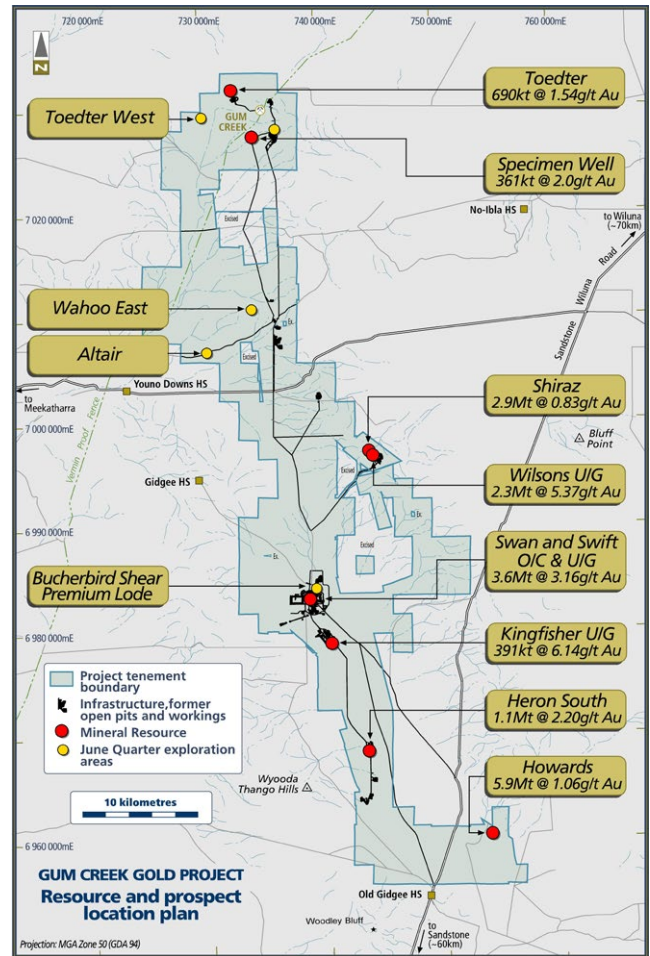 720 000mE
730 000mE
740 000mE
750 000mE
760 000mE
N
Toedter
690kt @ 1.54g/t Au
Toedter West
GUM
CREEK
Specimen Well
361kt @ 2.0g/t Au
7 020 000mE
Excised
No-Ibla HS
to Wiluna
(~70km)
Sandstone Wiluna Road
Wahoo East
Ex.
Altair
Excised
Youno Downs HS
to
Meekatharra
Shiraz
2.9Mt @ 0.83g/t Au
7 000 000mE
Bluff
Point
Vermin Proof Fence
Gidgee HS
Excised
Wilsons U/G
2.3Mt @ 5.37g/t Au
6 990 000mE
Ex.
Excised
Ex.
Swan and Swift
O/C & U/G
3.6Mt @ 3.16g/t Au
Bucherbird Shear
Premium Lode
6 980 000mE
Kingfisher U/G
391kt @ 6.14g/t Au
Project tenement
boundary
Infrastructure,former
open pits and workings
Mineral Resource
June Quarter exploration
areas
Heron South
1.1Mt @ 2.20g/t Au
Wyooda
Thango Hills
Howards
5.9Mt @ 1.06g/t Au
10 kilometres
6 960 000mE
GUM CREEK GOLD PROJECT
Resource and prospect
location plan
Old Gidgee HS
Woodley Bluff
to
Sandstone
(~60km)
Projection: MGA Zone 50 (GDA 94)